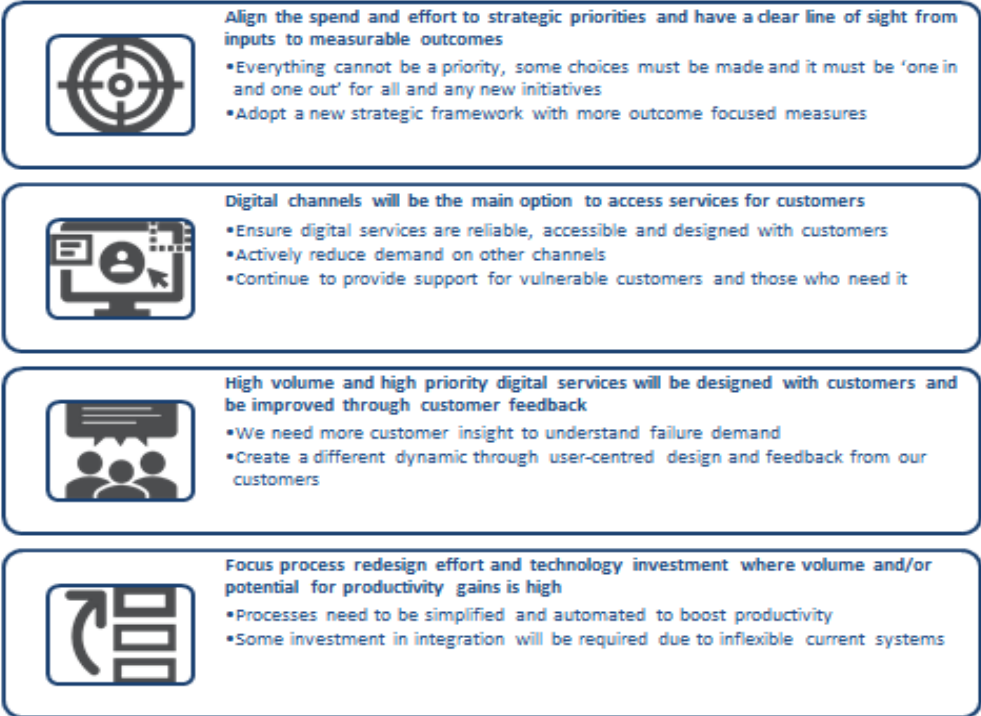 Align the spend and effort to strategic priorities and have a clear line of sight from
inputs to measurable outcomes
•Everything cannot be a priority, some choices must be made and it must be ‘one in
and one out’ for all and any new initiatives
•Adopt a new strategic framework with more outcome focused measures
Digital channels will be the main option to access services for customers
•Ensure digital services are reliable, accessible and designed with customers
•Actively reduce demand on other channels
•Continue to provide support for vulnerable customers and those who need it
High volume and high priority digital services will be designed with customers and
be improved through customer feedback
•We need more customer insight to understand failure demand
•Create a different dynamic through user-centred design and feedback from our
customers
Focus process redesign effort and technology investment where volume and/or
potential for productivity gains is high
•Processes need to be simplified and automated to boost productivity
•Some investment in integration will be required due to inflexible current systems